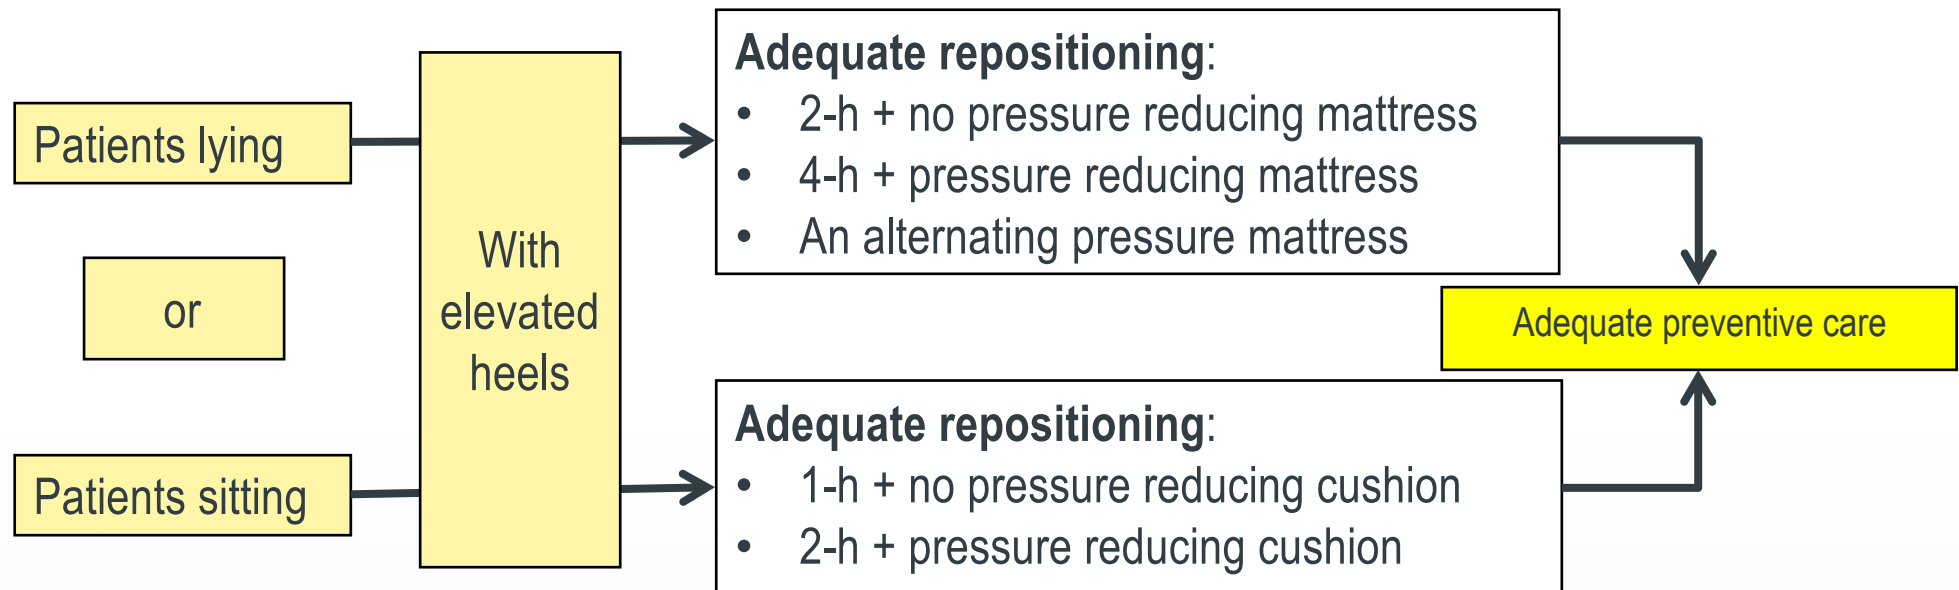 Patients lying
or
Patients sitting
With
elevated
heels
Adequate repositioning:
• 2-h + no pressure reducing mattress
• 4-h + pressure reducing mattress
• An alternating pressure mattress
Adequate repositioning:
• 1-h + no pressure reducing cushion
• 2-h + pressure reducing cushion
Adequate preventive care